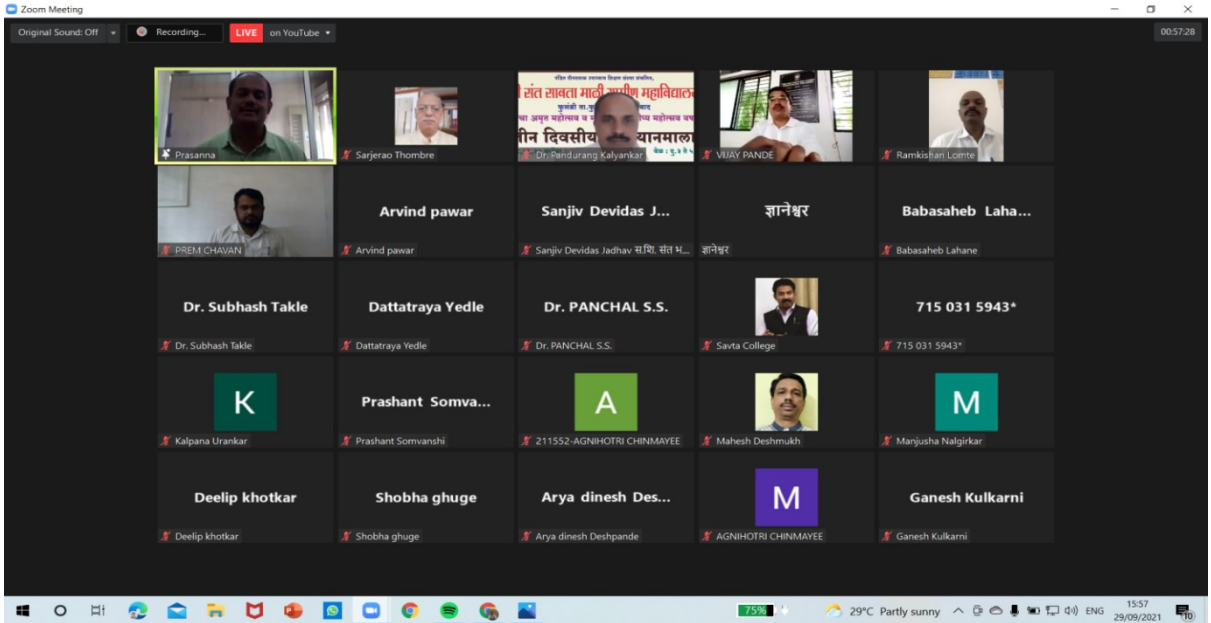 Zoom Meeting
Original Sound: Off
Recording...
LIVE on YouTube
00:57:28
Prasanna
Sarjerao Thombre
संत सावता माळी
महाविद्यालय
फुलंब्री
चा अमृत महोत्सव व
तीन दिवसीय
Dr. Pandurang Kalyankar
VIJAY PANDE
Ramkishan Lomte
PREM CHAVAN
Arvind pawar
Arvind pawar
Sanjiv Devidas J...
Sanjiv Devidas Jadhav स.शि. संत भ...
ज्ञानेश्वर
ज्ञानेश्वर
Babasaheb Laha...
Babasaheb Lahane
Dr. Subhash Takle
Dr. Subhash Takle
Dattatraya Yedle
Dattatraya Yedle
Dr. PANCHAL S.S.
Dr. PANCHAL S.S.
Savta College
715 031 5943*
715 031 5943*
K
Kalpana Urankar
Prashant Somva...
Prashant Somvanshi
A
211552-AGNIHOTRI CHINMAYEE
Mahesh Deshmukh
M
Manjusha Nalgirkar
Deelip khotkar
Deelip khotkar
Shobha ghuge
Shobha ghuge
Arya dinesh Des...
Arya dinesh Deshpande
M
AGNIHOTRI CHINMAYEE
Ganesh Kulkarni
Ganesh Kulkarni
75%
29°C Partly sunny
ENG
15:57
29/09/2021
10